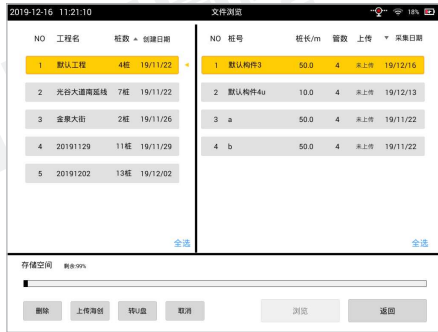 2019-12-16 11:21:10 文件浏览 18%
NO 工程名 桩数 创建日期
1 默认工程 4桩 19/11/22
2 光谷大道南延线 7桩 19/11/22
3 金泉大街 2桩 19/11/26
4 20191129 11桩 19/11/29
5 20191202 13桩 19/12/02
全选
NO 桩号 桩长/m 管数 上传 采集日期
1 默认构件3 50.0 4 未上传 19/12/16
2 默认构件4u 10.0 4 未上传 19/12/13
3 a 50.0 4 未上传 19/11/22
4 b 50.0 4 未上传 19/11/22
全选
存储空间 剩余:99%
删除 上传海创 转U盘 取消 浏览 返回